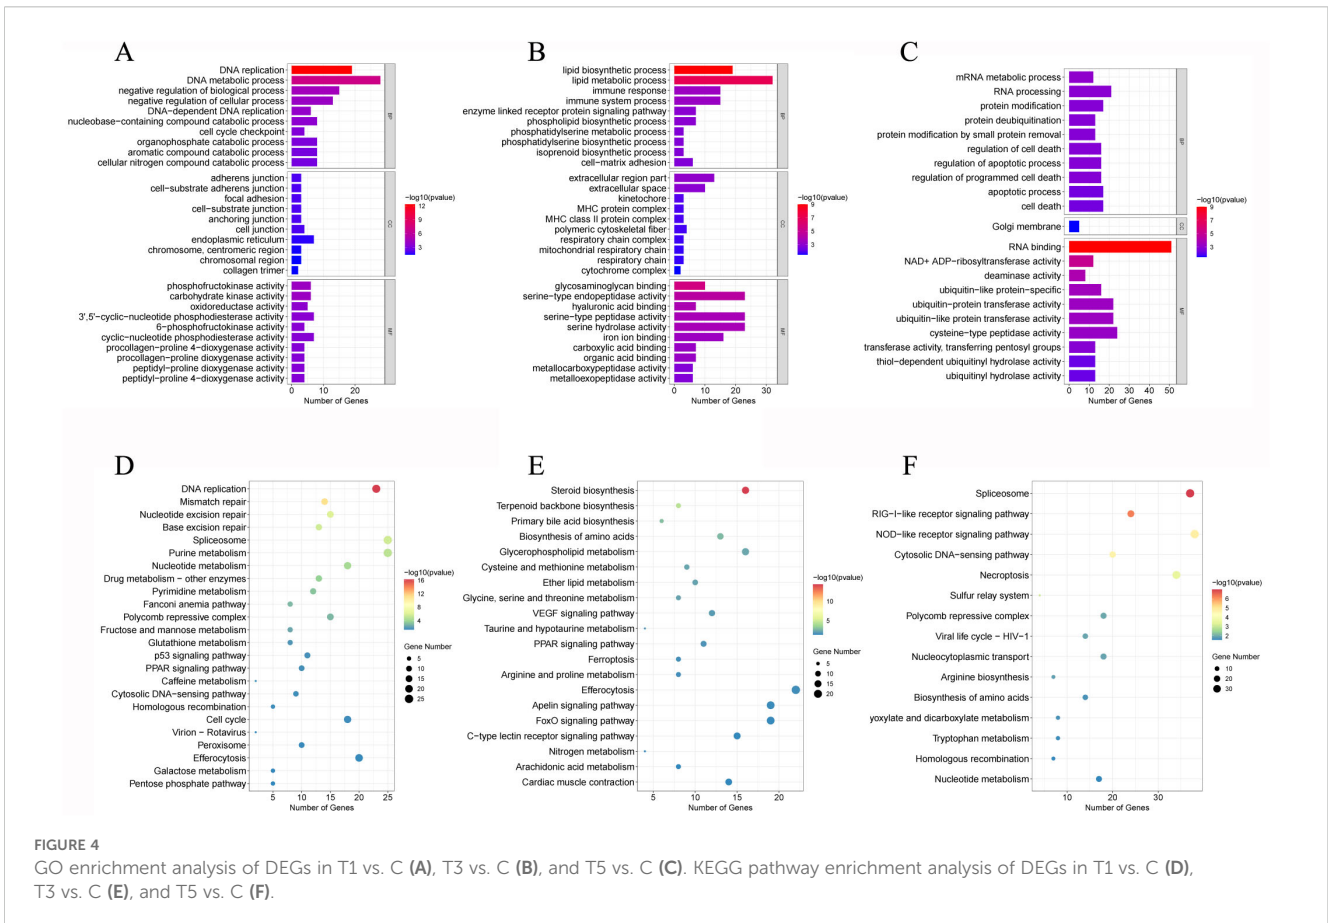 A
DNA replication
DNA metabolic process
negative regulation of biological process
negative regulation of cellular process
DNA−dependent DNA replication
nucleobase−containing compound catabolic process
cell cycle checkpoint
organophosphate catabolic process
aromatic compound catabolic process
cellular nitrogen compound catabolic process
BP
adherens junction
cell−substrate adherens junction
focal adhesion
cell−substrate junction
anchoring junction
cell junction
endoplasmic reticulum
chromosome, centromeric region
chromosomal region
collagen trimer
CC
phosphofructokinase activity
carbohydrate kinase activity
oxidoreductase activity
3',5'−cyclic−nucleotide phosphodiesterase activity
6−phosphofructokinase activity
cyclic−nucleotide phosphodiesterase activity
procollagen−proline 4−dioxygenase activity
procollagen−proline dioxygenase activity
peptidyl−proline dioxygenase activity
peptidyl−proline 4−dioxygenase activity
MF
0 10 20
Number of Genes
−log10(pvalue)
12
9
6
3
B
lipid biosynthetic process
lipid metabolic process
immune response
immune system process
enzyme linked receptor protein signaling pathway
phospholipid biosynthetic process
phosphatidylserine metabolic process
phosphatidylserine biosynthetic process
isoprenoid biosynthetic process
cell−matrix adhesion
BP
extracellular region part
extracellular space
kinetochore
MHC protein complex
MHC class II protein complex
polymeric cytoskeletal fiber
respiratory chain complex
mitochondrial respiratory chain
respiratory chain
cytochrome complex
CC
glycosaminoglycan binding
serine−type endopeptidase activity
hyaluronic acid binding
serine−type peptidase activity
serine hydrolase activity
iron ion binding
carboxylic acid binding
organic acid binding
metallocarboxypeptidase activity
metalloexopeptidase activity
MF
0 10 20 30
Number of Genes
−log10(pvalue)
9
7
5
3
C
mRNA metabolic process
RNA processing
protein modification
protein deubiquitination
protein modification by small protein removal
regulation of cell death
regulation of apoptotic process
regulation of programmed cell death
apoptotic process
cell death
BP
Golgi membrane
CC
RNA binding
NAD+ ADP−ribosyltransferase activity
deaminase activity
ubiquitin−like protein−specific
ubiquitin−protein transferase activity
ubiquitin−like protein transferase activity
cysteine−type peptidase activity
transferase activity, transferring pentosyl groups
thiol−dependent ubiquitinyl hydrolase activity
ubiquitinyl hydrolase activity
MF
0 10 20 30 40 50
Number of Genes
−log10(pvalue)
9
7
5
3
D
DNA replication
Mismatch repair
Nucleotide excision repair
Base excision repair
Spliceosome
Purine metabolism
Nucleotide metabolism
Drug metabolism − other enzymes
Pyrimidine metabolism
Fanconi anemia pathway
Polycomb repressive complex
Fructose and mannose metabolism
Glutathione metabolism
p53 signaling pathway
PPAR signaling pathway
Caffeine metabolism
Cytosolic DNA−sensing pathway
Homologous recombination
Cell cycle
Virion − Rotavirus
Peroxisome
Efferocytosis
Galactose metabolism
Pentose phosphate pathway
5 10 15 20 25
Number of Genes
−log10(pvalue)
16
12
8
4
Gene Number
5
10
15
20
25
E
Steroid biosynthesis
Terpenoid backbone biosynthesis
Primary bile acid biosynthesis
Biosynthesis of amino acids
Glycerophospholipid metabolism
Cysteine and methionine metabolism
Ether lipid metabolism
Glycine, serine and threonine metabolism
VEGF signaling pathway
Taurine and hypotaurine metabolism
PPAR signaling pathway
Ferroptosis
Arginine and proline metabolism
Efferocytosis
Apelin signaling pathway
FoxO signaling pathway
C−type lectin receptor signaling pathway
Nitrogen metabolism
Arachidonic acid metabolism
Cardiac muscle contraction
5 10 15 20
Number of Genes
−log10(pvalue)
10
5
Gene Number
5
10
15
20
F
Spliceosome
RIG−I−like receptor signaling pathway
NOD−like receptor signaling pathway
Cytosolic DNA−sensing pathway
Necroptosis
Sulfur relay system
Polycomb repressive complex
Viral life cycle − HIV−1
Nucleocytoplasmic transport
Arginine biosynthesis
Biosynthesis of amino acids
yoxylate and dicarboxylate metabolism
Tryptophan metabolism
Homologous recombination
Nucleotide metabolism
10 20 30
Number of Genes
−log10(pvalue)
6
5
4
3
2
Gene Number
10
20
30
FIGURE 4
GO enrichment analysis of DEGs in T1 vs. C (A), T3 vs. C (B), and T5 vs. C (C). KEGG pathway enrichment analysis of DEGs in T1 vs. C (D),
T3 vs. C (E), and T5 vs. C (F).